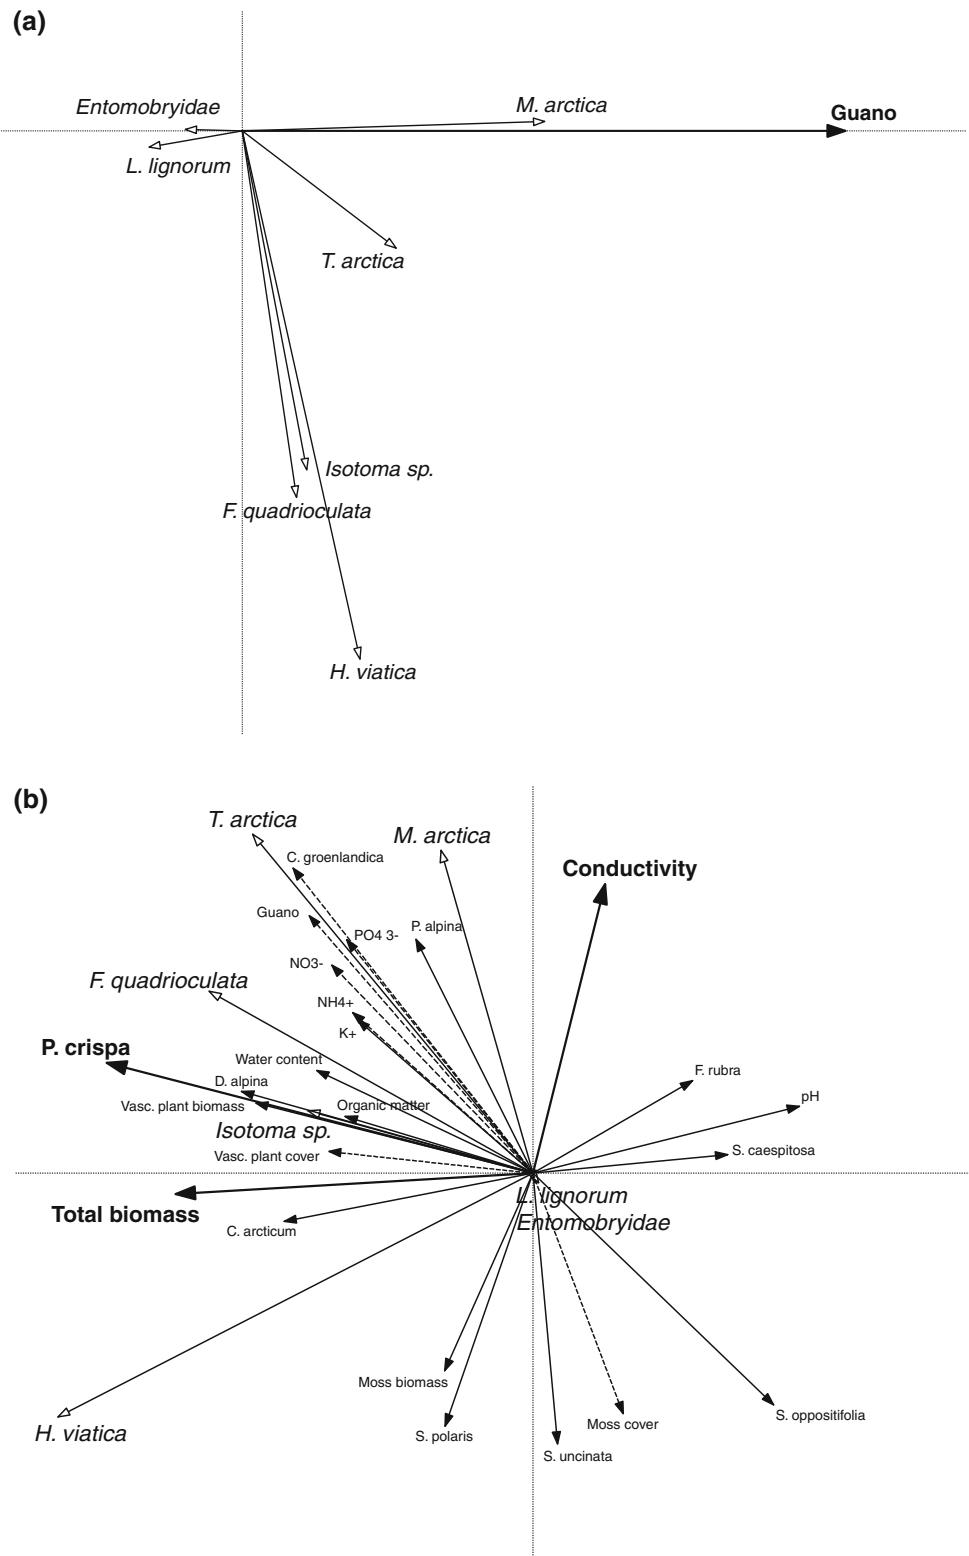 (a)
Entomobryidae
M. arctica
Guano
L. lignorum
T. arctica
Isotoma sp.
F. quadrioculata
H. viatica
(b)
T. arctica
M. arctica
C. groenlandica
Conductivity
Guano
P. alpina
PO4 3-
NO3-
F. quadrioculata
NH4+
K+
P. crispa
Water content
F. rubra
D. alpina
pH
Vasc. plant biomass
Organic matter
Isotoma sp.
S. caespitosa
Vasc. plant cover
L. lignorum
Total biomass
Entomobryidae
C. arcticum
Moss biomass
S. oppositifolia
Moss cover
H. viatica
S. polaris
S. uncinata